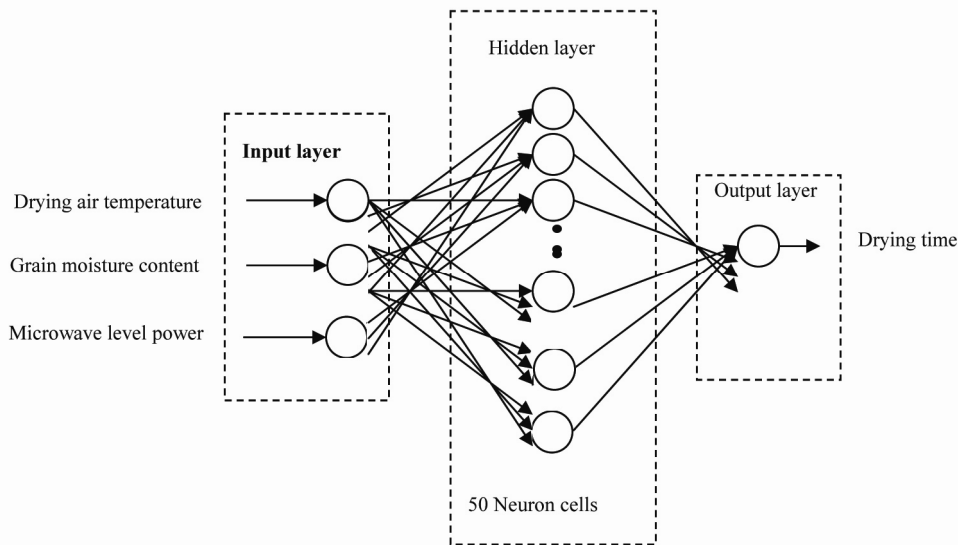 Hidden layer
Input layer
Drying air temperature
Grain moisture content
Microwave level power
Output layer
Drying time
50 Neuron cells